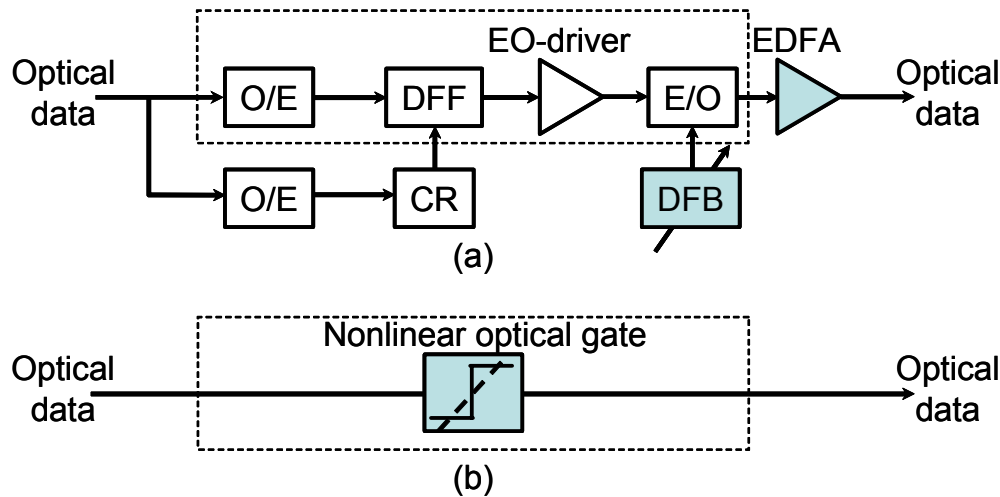 EO-driver EDFA
Optical data
O/E DFF E/O
Optical data
O/E CR DFB
(a)
Nonlinear optical gate
Optical data
Optical data
(b)